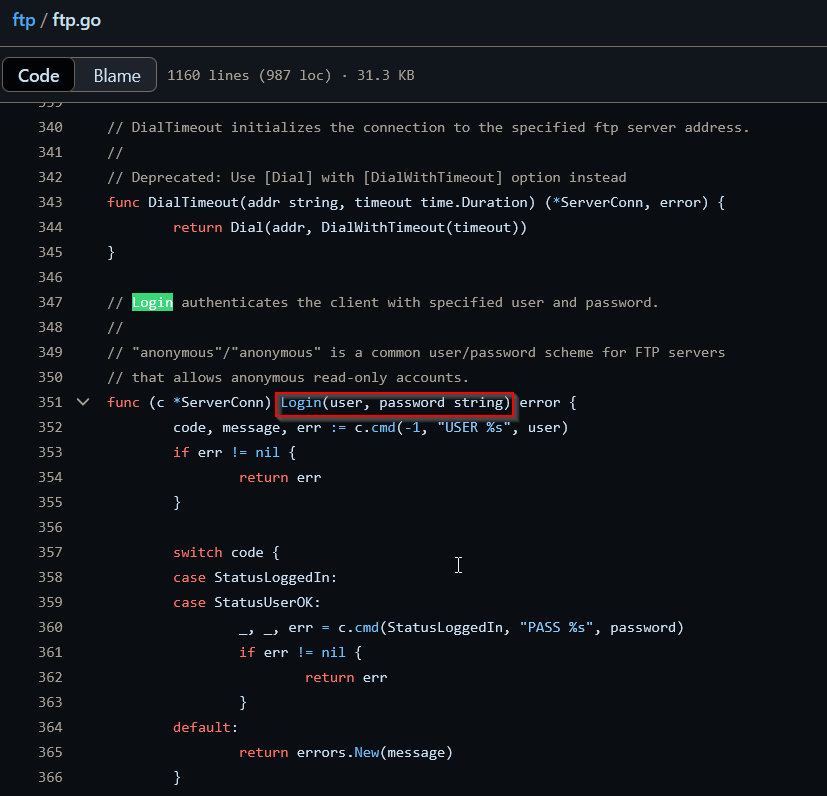 ftp / ftp.go
Code Blame 1160 lines (987 loc) · 31.3 KB
339
340 // DialTimeout initializes the connection to the specified ftp server address.
341 //
342 // Deprecated: Use [Dial] with [DialWithTimeout] option instead
343 func DialTimeout(addr string, timeout time.Duration) (*ServerConn, error) {
344 return Dial(addr, DialWithTimeout(timeout))
345 }
346
347 // Login authenticates the client with specified user and password.
348 //
349 // "anonymous"/"anonymous" is a common user/password scheme for FTP servers
350 // that allows anonymous read-only accounts.
351 func (c *ServerConn) Login(user, password string) error {
352 code, message, err := c.cmd(-1, "USER %s", user)
353 if err != nil {
354 return err
355 }
356
357 switch code {
358 case StatusLoggedIn:
359 case StatusUserOK:
360 _, _, err = c.cmd(StatusLoggedIn, "PASS %s", password)
361 if err != nil {
362 return err
363 }
364 default:
365 return errors.New(message)
366 }